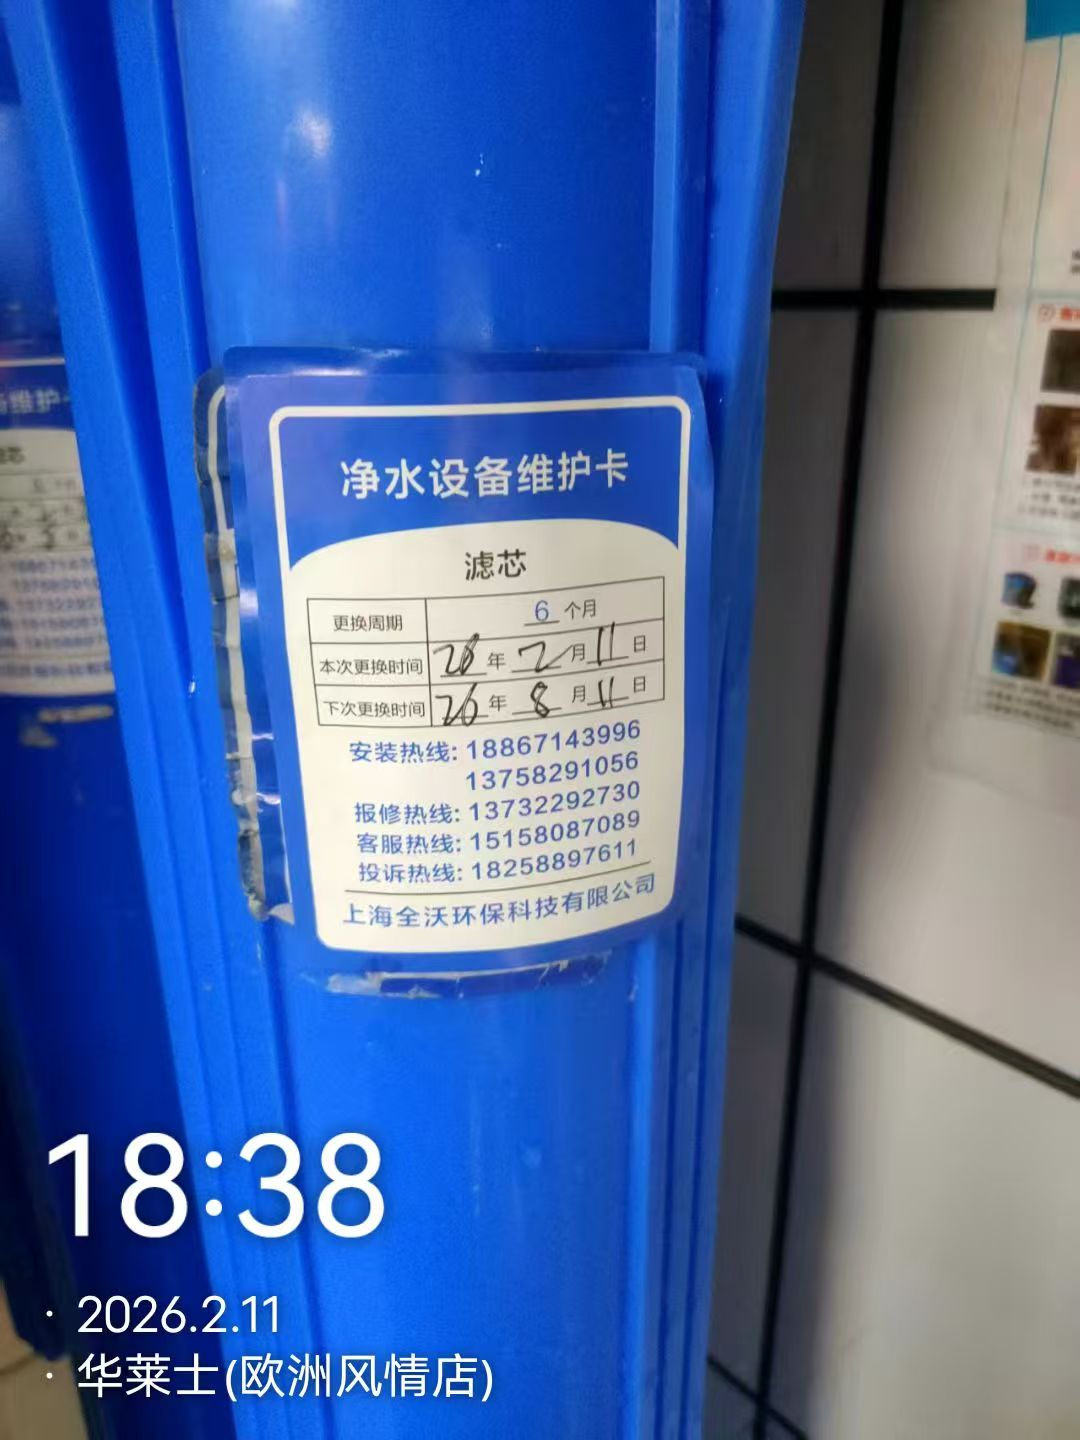 净水设备维护卡
滤芯
更换周期 6 个月
本次更换时间 26 年 2 月 11 日
下次更换时间 26 年 8 月 11 日
安装热线: 18867143996
13758291056
报修热线: 13732292730
客服热线: 15158087089
投诉热线: 18258897611
上海全沃环保科技有限公司
18:38
· 2026.2.11
· 华莱士(欧洲风情店)